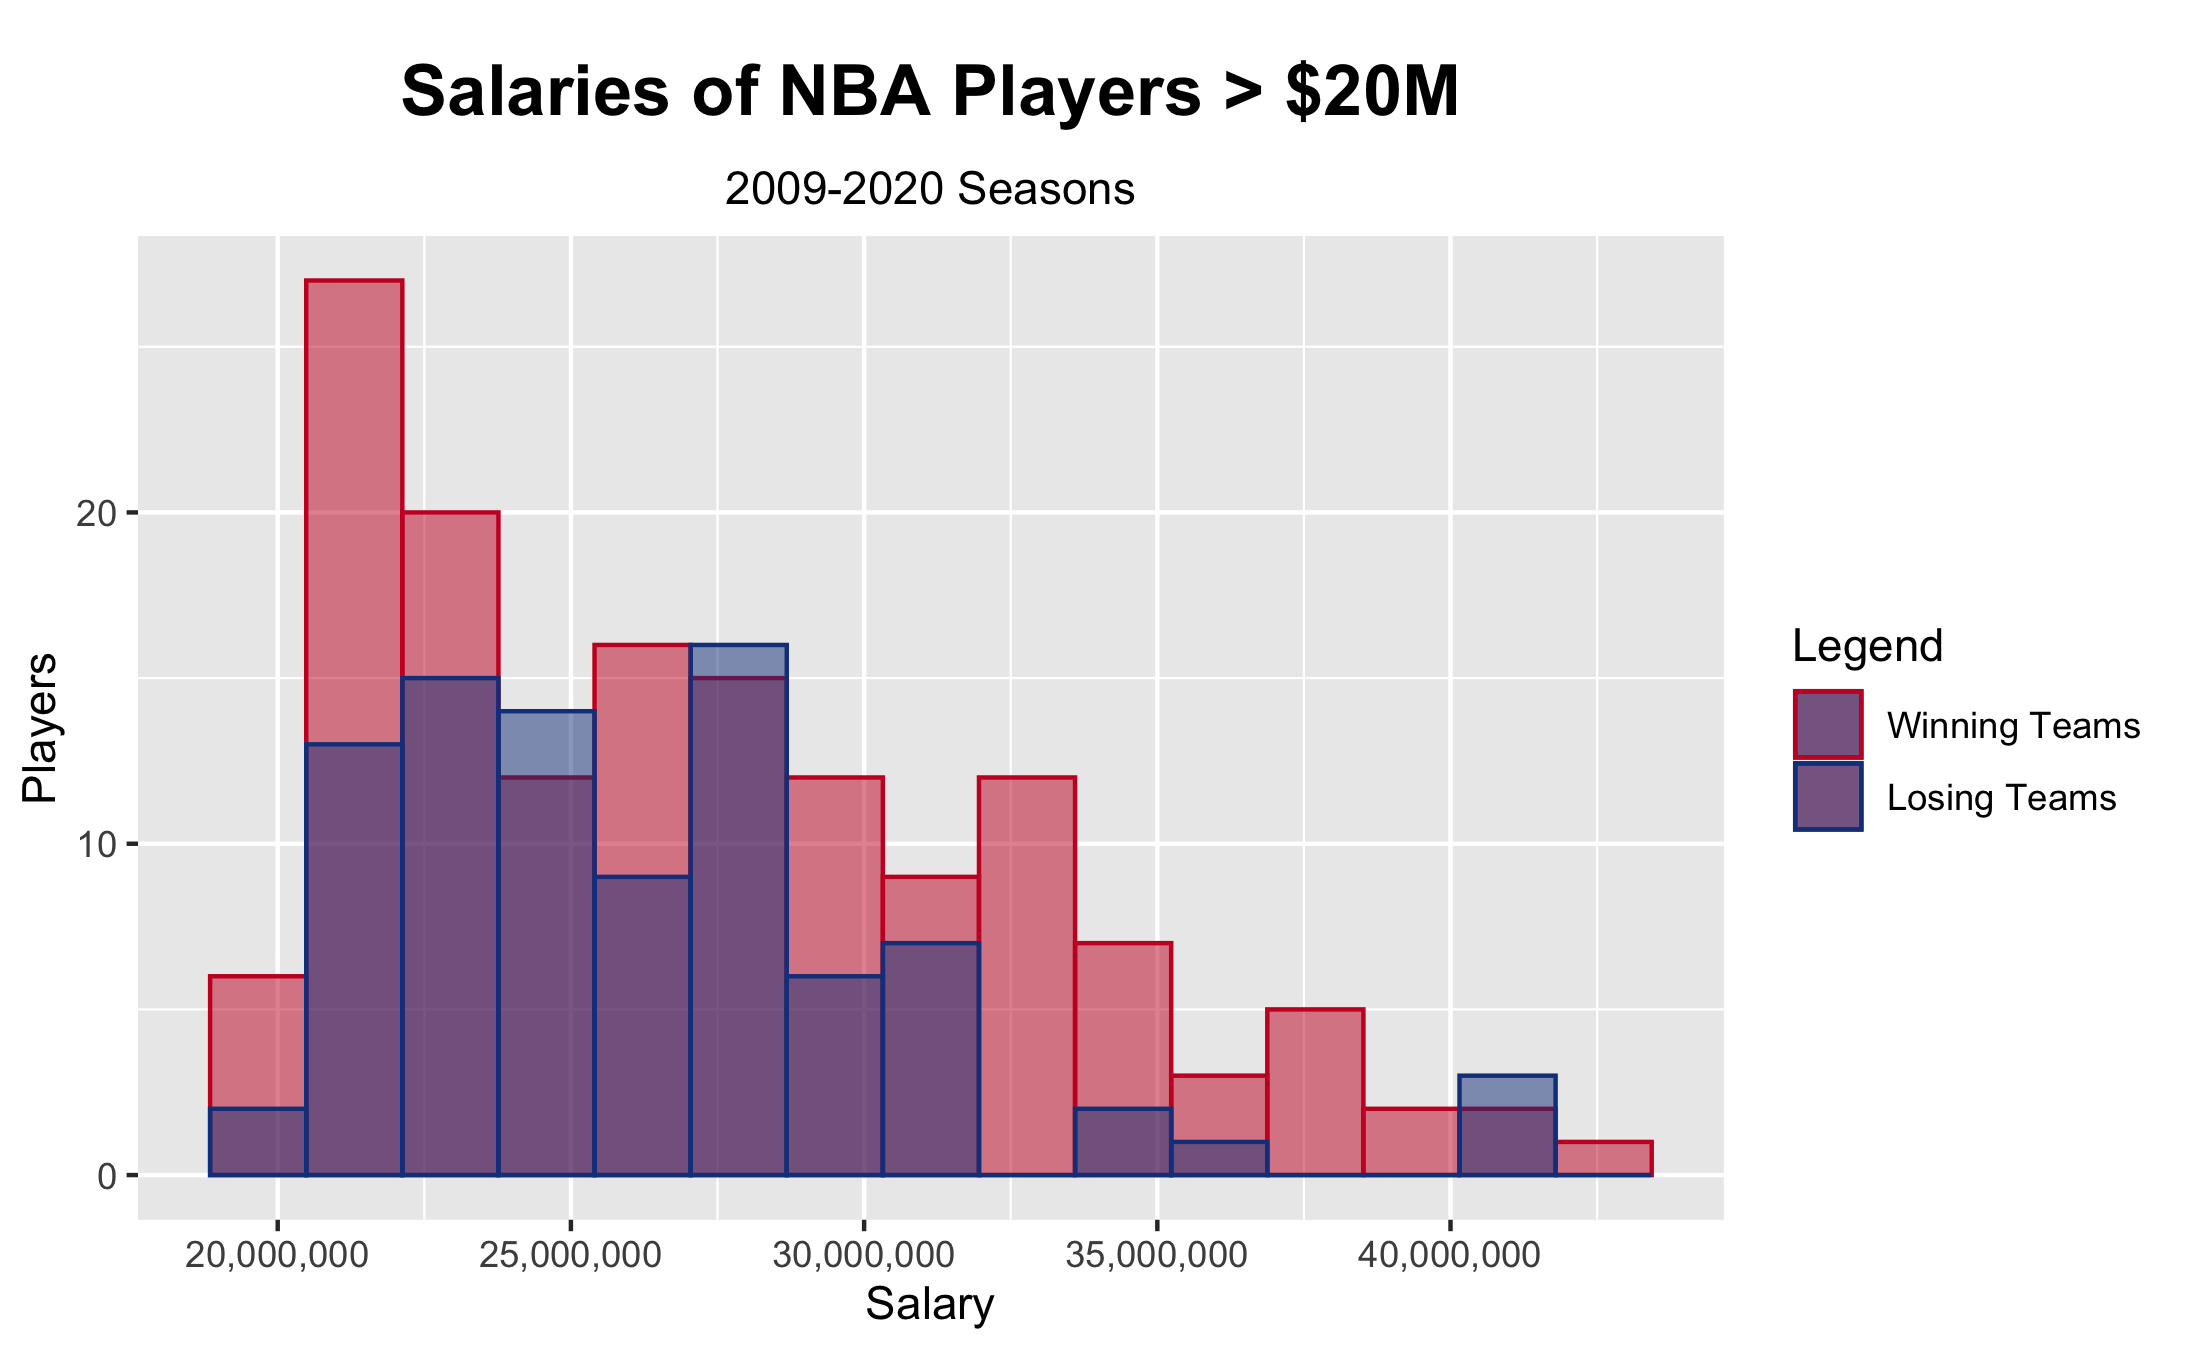 Salaries of NBA Players > $20M
2009-2020 Seasons
Players
20
10
0
20,000,000 25,000,000 30,000,000 35,000,000 40,000,000
Salary
Legend
Winning Teams
Losing Teams